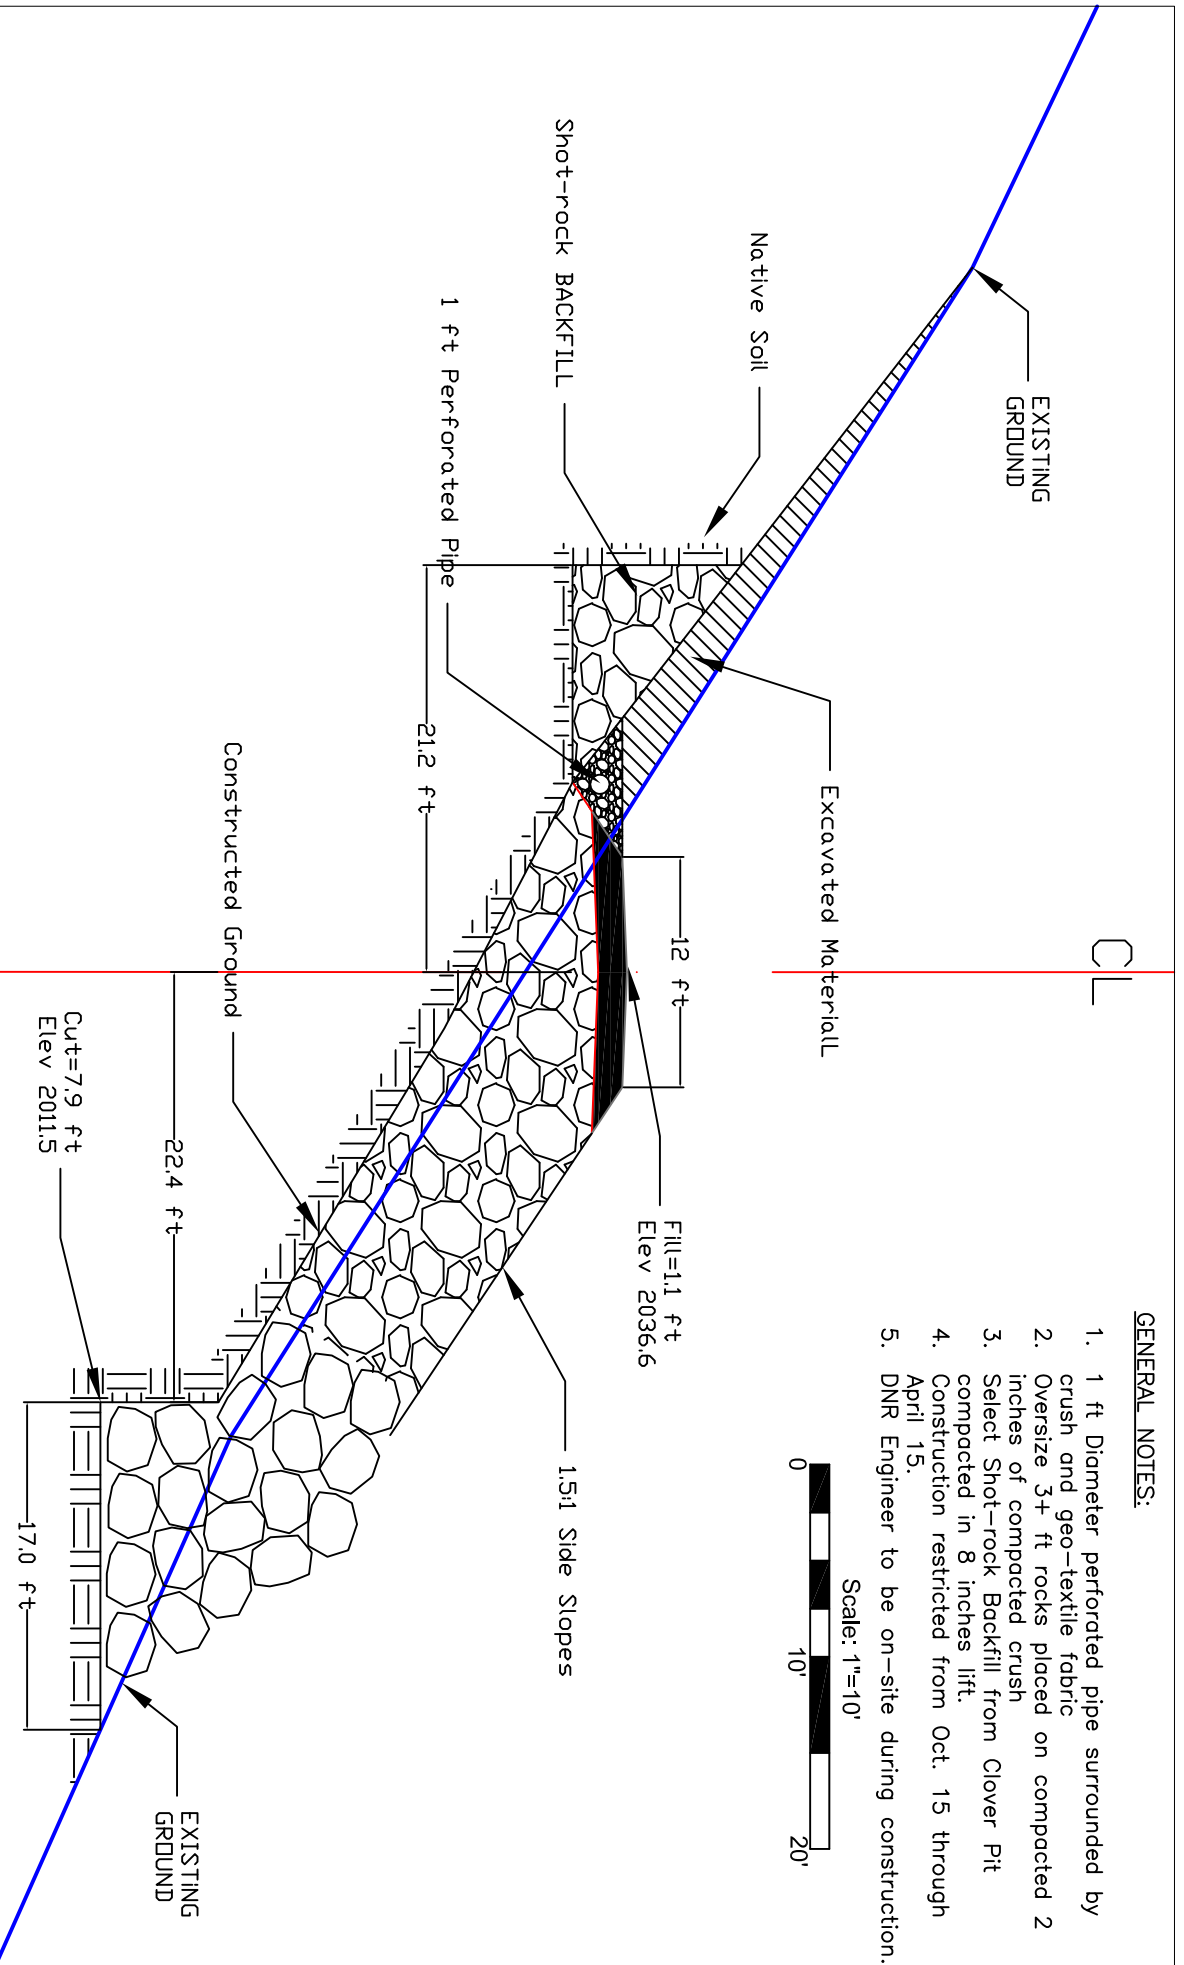 CL
GENERAL NOTES:
1. 1 ft Diameter perforated pipe surrounded by
crush and geo-textile fabric
2. Oversize 3+ ft rocks placed on compacted 2
inches of compacted crush
3. Select Shot-rock Backfill from Clover Pit
compacted in 8 inches lift.
4. Construction restricted from Oct. 15 through
April 15.
5. DNR Engineer to be on-site during construction.
EXISTING
GROUND
Native Soil
Shot-rock BACKFILL
1 ft Perforated Pipe
Excavated MaterialL
12 ft
Fill=1.1 ft
Elev 2036.6
Scale: 1"=10'
0
10'
20'
21.2 ft
1.5:1 Side Slopes
Constructed Ground
22.4 ft
Cut=7.9 ft
Elev 2011.5
17.0 ft
EXISTING
GROUND